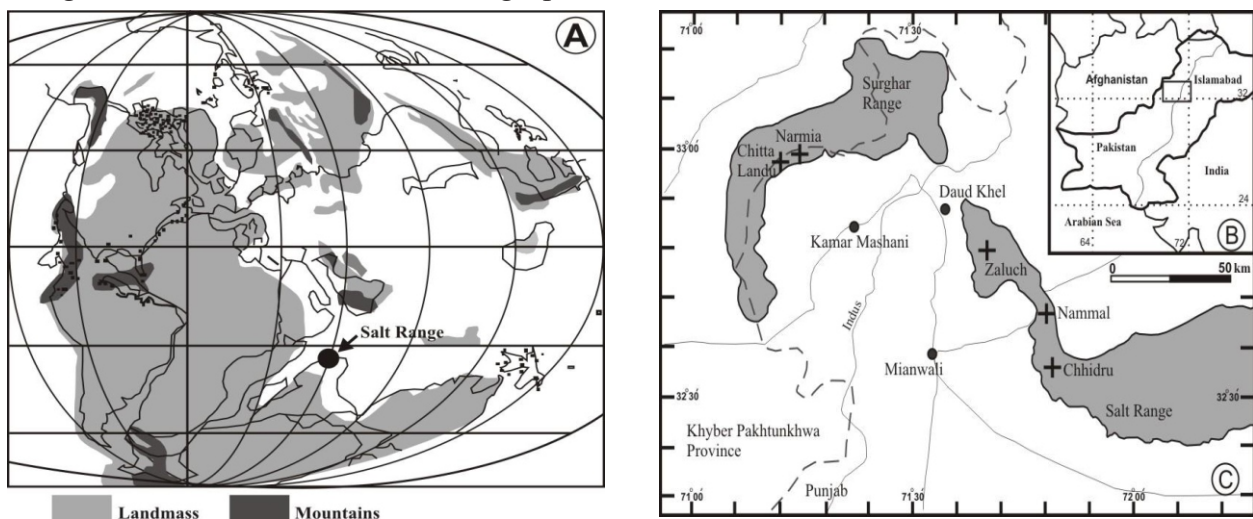 A
Salt Range
Landmass
Mountains
71°00'
71°30'
Surghar
Range
Narmia
Chitta
Landu
33°00'
Daud Khel
Kamar Mashani
Zaluch
Nammal
Indus
Mianwali
Chhidru
Salt Range
32°30'
32°30'
Khyber Pakhtunkhwa
Province
Punjab
71°00'
71°30'
72°00'
C
Afghanistan
Islamabad
32
Pakistan
India
24
Arabian Sea
64
72
B
0
50 km